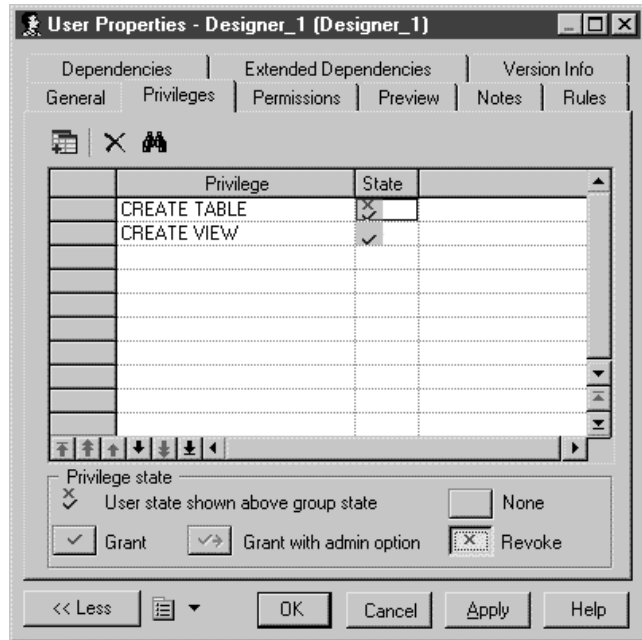 User Properties - Designer_1 (Designer_1)
Dependencies Extended Dependencies Version Info
General Privileges Permissions Preview Notes Rules
Privilege State
CREATE TABLE
CREATE VIEW
Privilege state
User state shown above group state None
Grant Grant with admin option Revoke
<< Less OK Cancel Apply Help